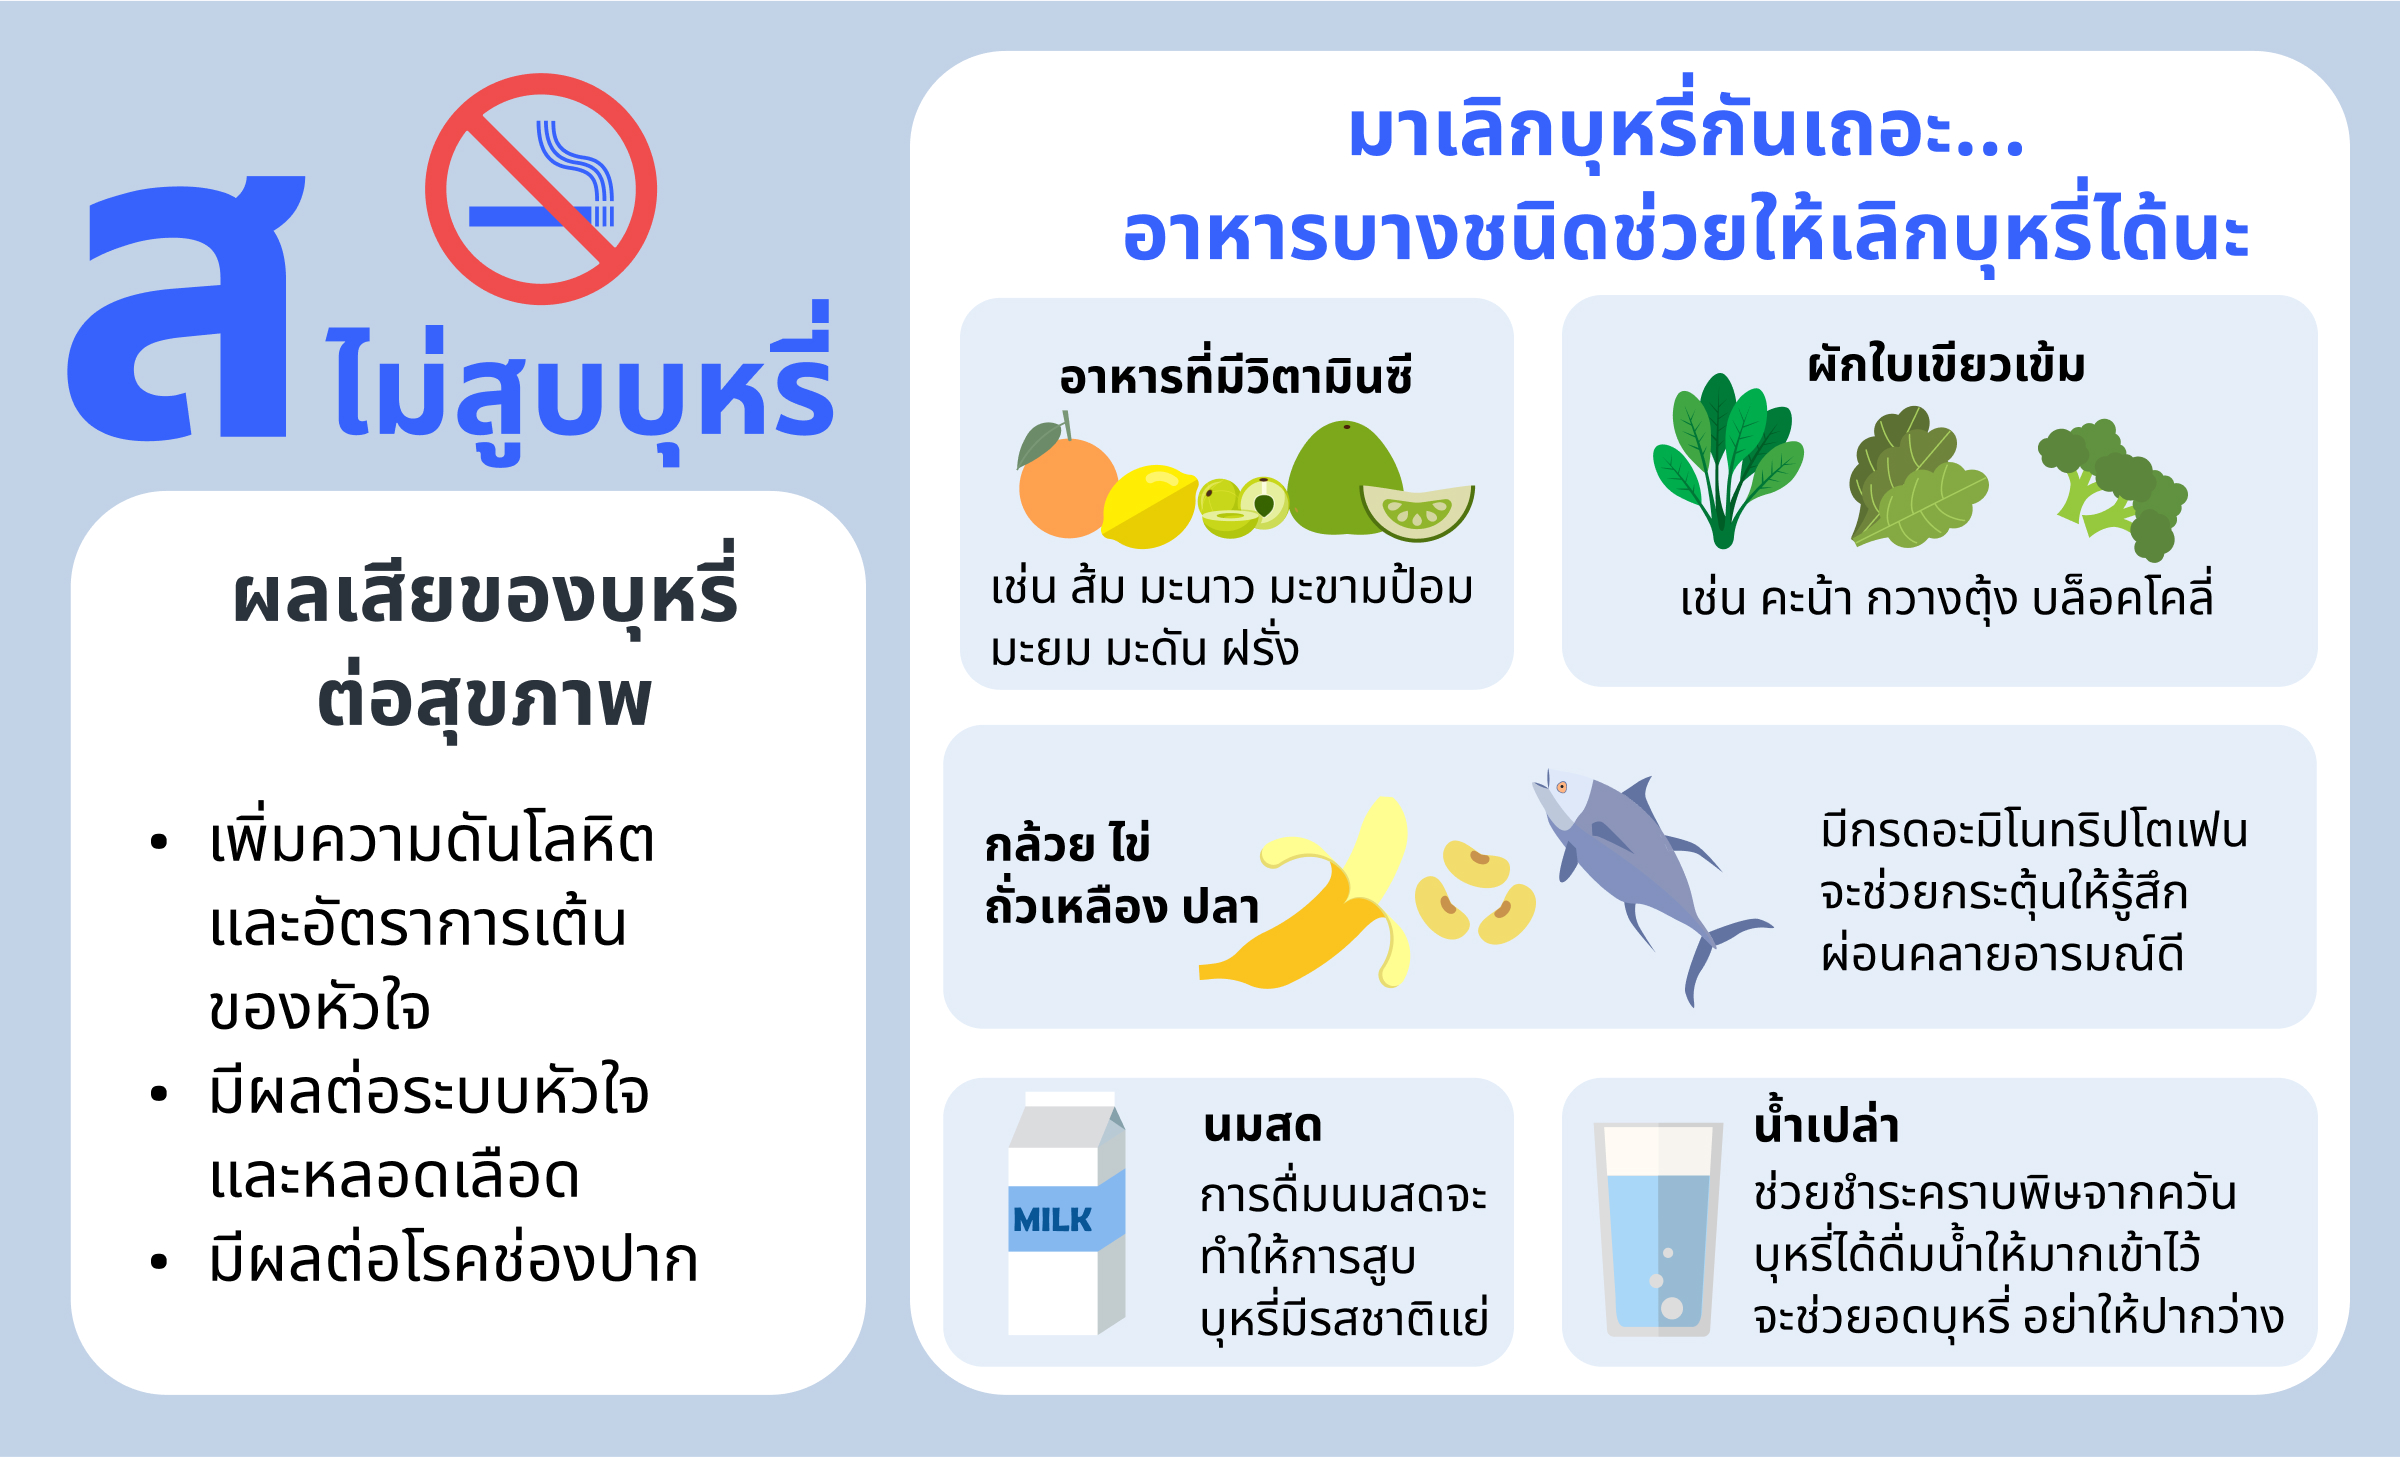 ส ไม่สูบบุหรี่
ผลเสียของบุหรี่
ต่อสุขภาพ
• เพิ่มความดันโลหิต
และอัตราการเต้น
ของหัวใจ
• มีผลต่อระบบหัวใจ
และหลอดเลือด
• มีผลต่อโรคช่องปาก
มาเลิกบุหรี่กันเถอะ...
อาหารบางชนิดช่วยให้เลิกบุหรี่ได้นะ
อาหารที่มีวิตามินซี
เช่น ส้ม มะนาว มะขามป้อม
มะยม มะดัน ฝรั่ง
ผักใบเขียวเข้ม
เช่น คะน้า กวางตุ้ง บล็อคโคลี่
กล้วย ไข่
ถั่วเหลือง ปลา
มีกรดอะมิโนทริปโตเฟน
จะช่วยกระตุ้นให้รู้สึก
ผ่อนคลายอารมณ์ดี
MILK
นมสด
การดื่มนมสดจะ
ทำให้การสูบ
บุหรี่มีรสชาติแย่
น้ำเปล่า
ช่วยชำระคราบพิษจากควัน
บุหรี่ได้ดื่มน้ำให้มากเข้าไว้
จะช่วยอดบุหรี่ อย่าให้ปากว่าง